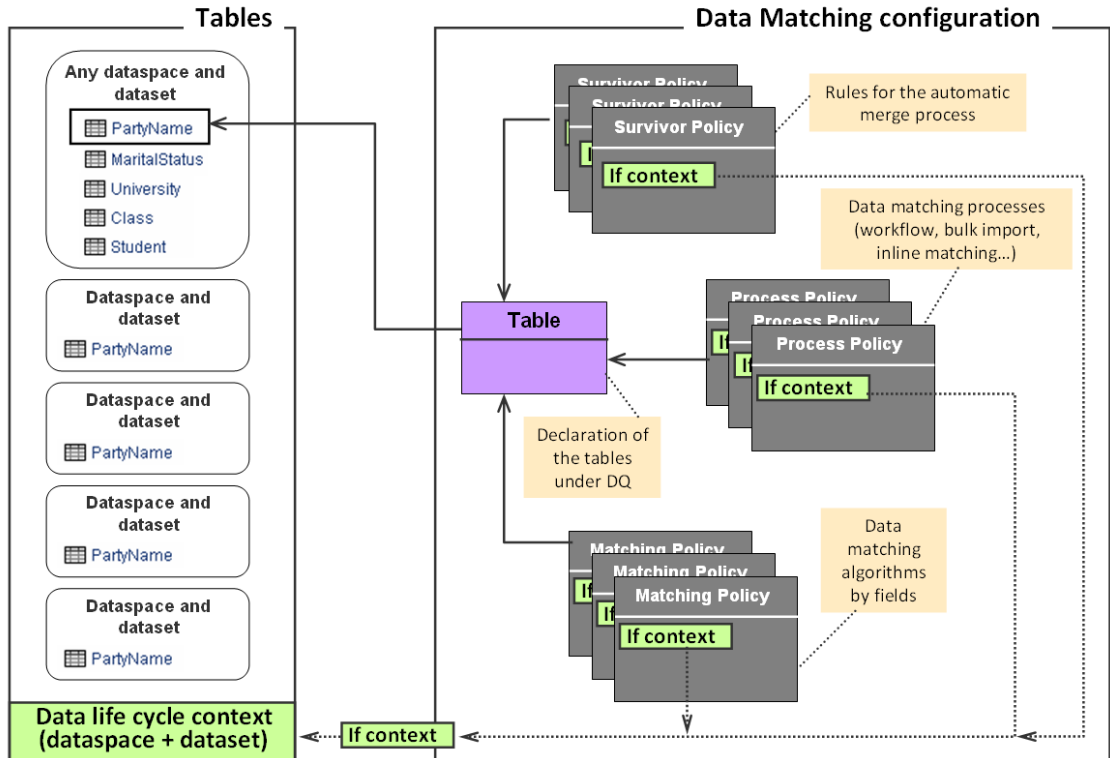 Tables
Data Matching configuration
Any dataspace and
dataset
PartyName
MaritalStatus
University
Class
Student
Dataspace and
dataset
PartyName
Dataspace and
dataset
PartyName
Dataspace and
dataset
PartyName
Dataspace and
dataset
PartyName
Data life cycle context
(dataspace + dataset)
Survivor Policy
Survivor Policy
Survivor Policy
If context
Rules for the automatic
merge process
Data matching processes
(workflow, bulk import,
inline matching...)
Table
Process Policy
Process Policy
Process Policy
If
If
If context
Declaration of
the tables
under DQ
Matching Policy
Matching Policy
Matching Policy
If
If
If context
Data
matching
algorithms
by fields
If context